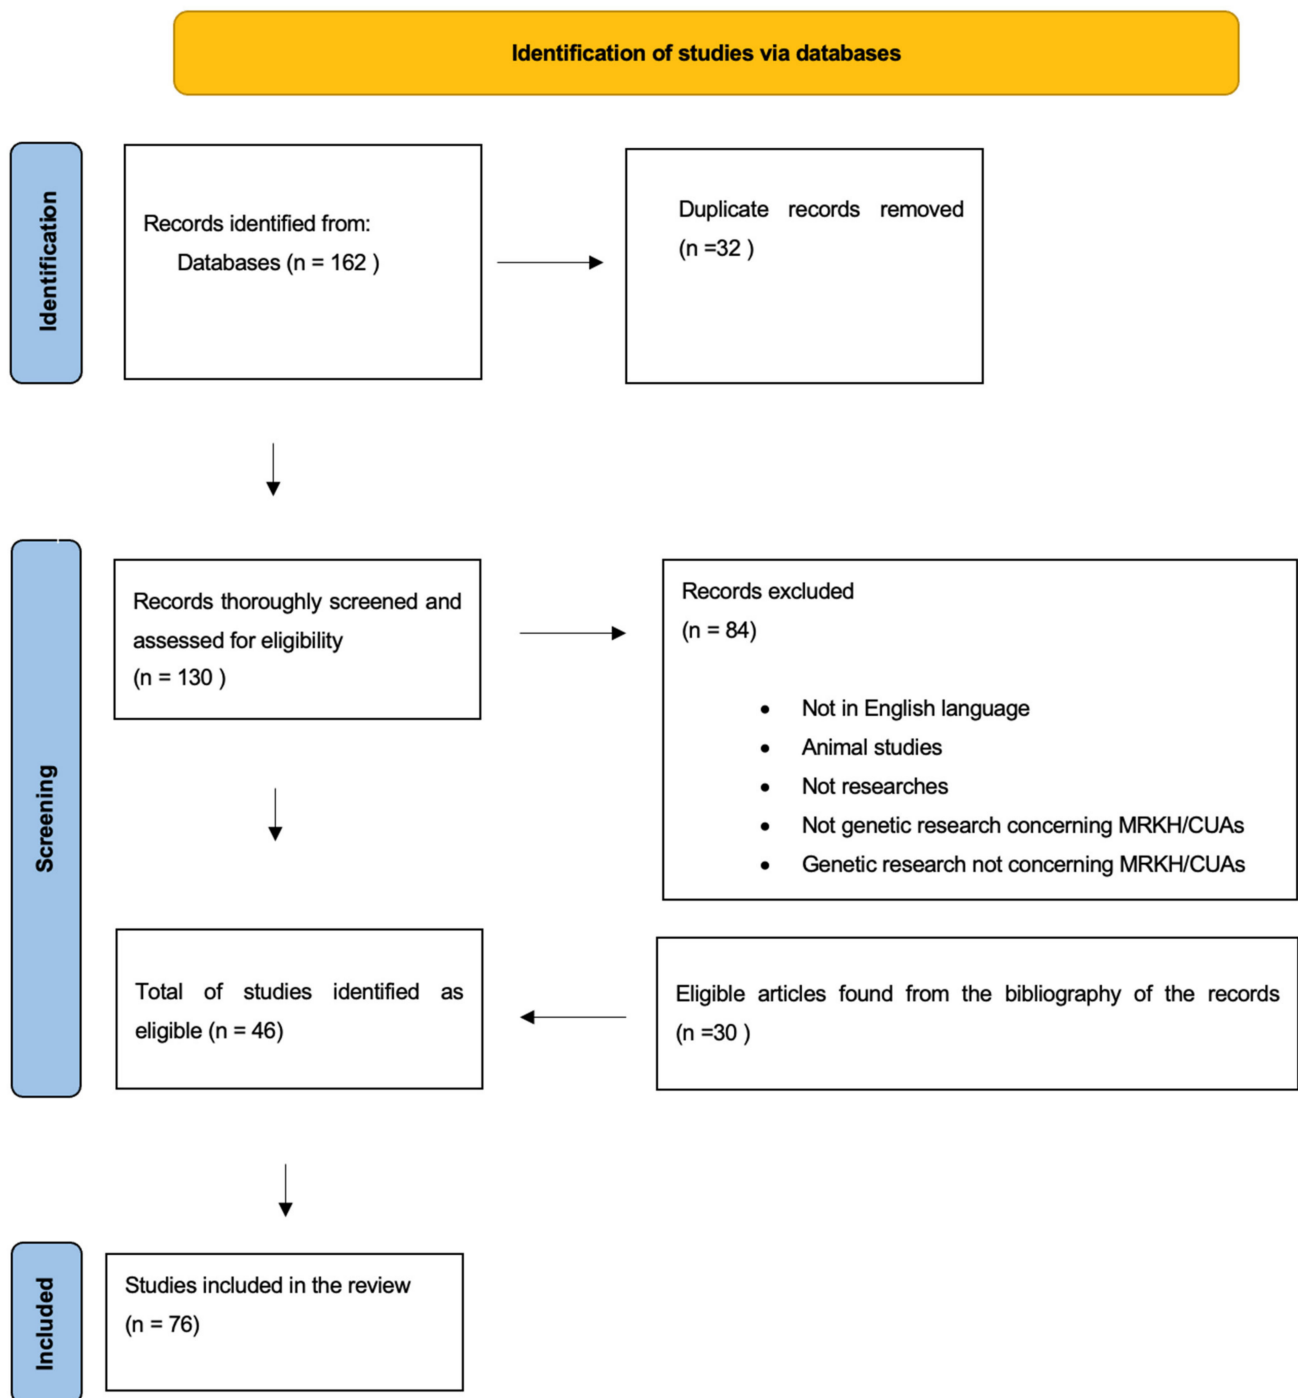 Identification of studies via databases
Identification
Records identified from:
Databases (n = 162 )
Duplicate records removed
(n =32 )
Screening
Records thoroughly screened and
assessed for eligibility
(n = 130 )
Records excluded
(n = 84)
• Not in English language
• Animal studies
• Not researches
• Not genetic research concerning MRKH/CUAs
• Genetic research not concerning MRKH/CUAs
Total of studies identified as
eligible (n = 46)
Eligible articles found from the bibliography of the records
(n =30 )
Included
Studies included in the review
(n = 76)